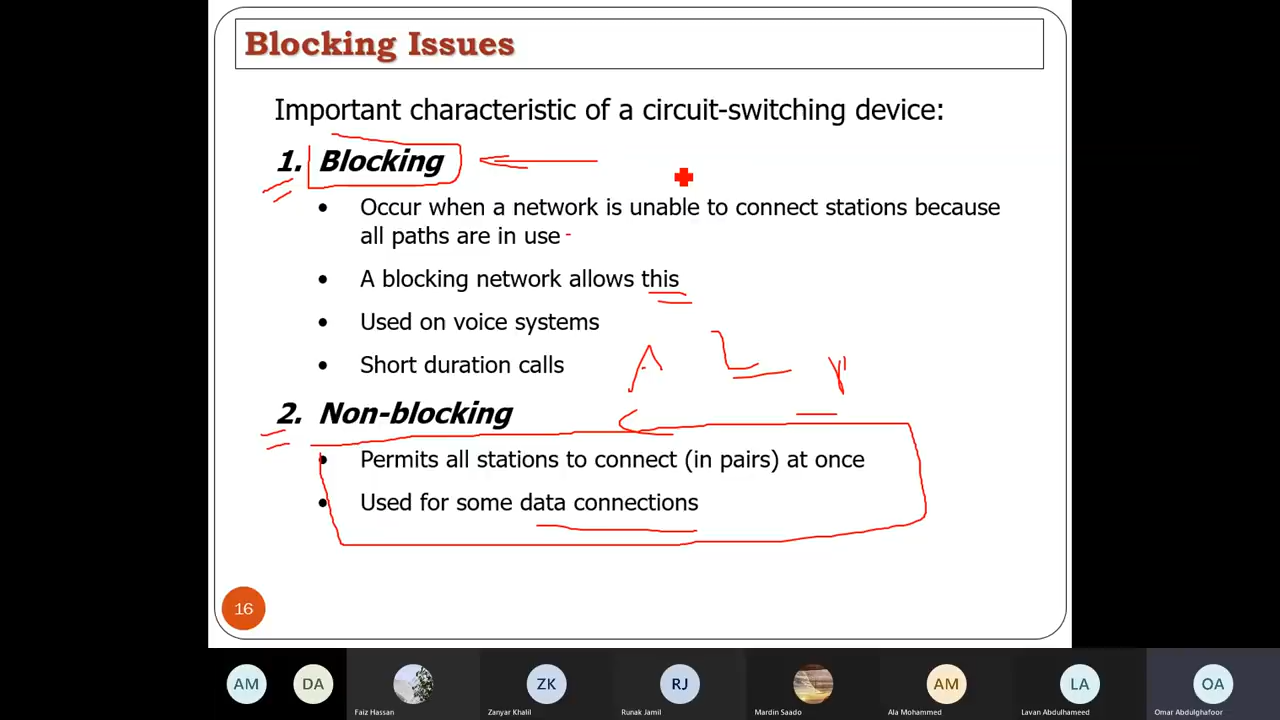 Blocking Issues
Important characteristic of a circuit-switching device:
1. Blocking
• Occur when a network is unable to connect stations because
all paths are in use
• A blocking network allows this
• Used on voice systems
• Short duration calls
A
2. Non-blocking
• Permits all stations to connect (in pairs) at once
• Used for some data connections
16
AM
DA
Faiz Hassan
ZK
Zanyar Khalil
RJ
Runak Jamil
Mardin Saado
AM
Ala Mohammed
LA
Lavan Abdulhameed
OA
Omar Abdulghafoor